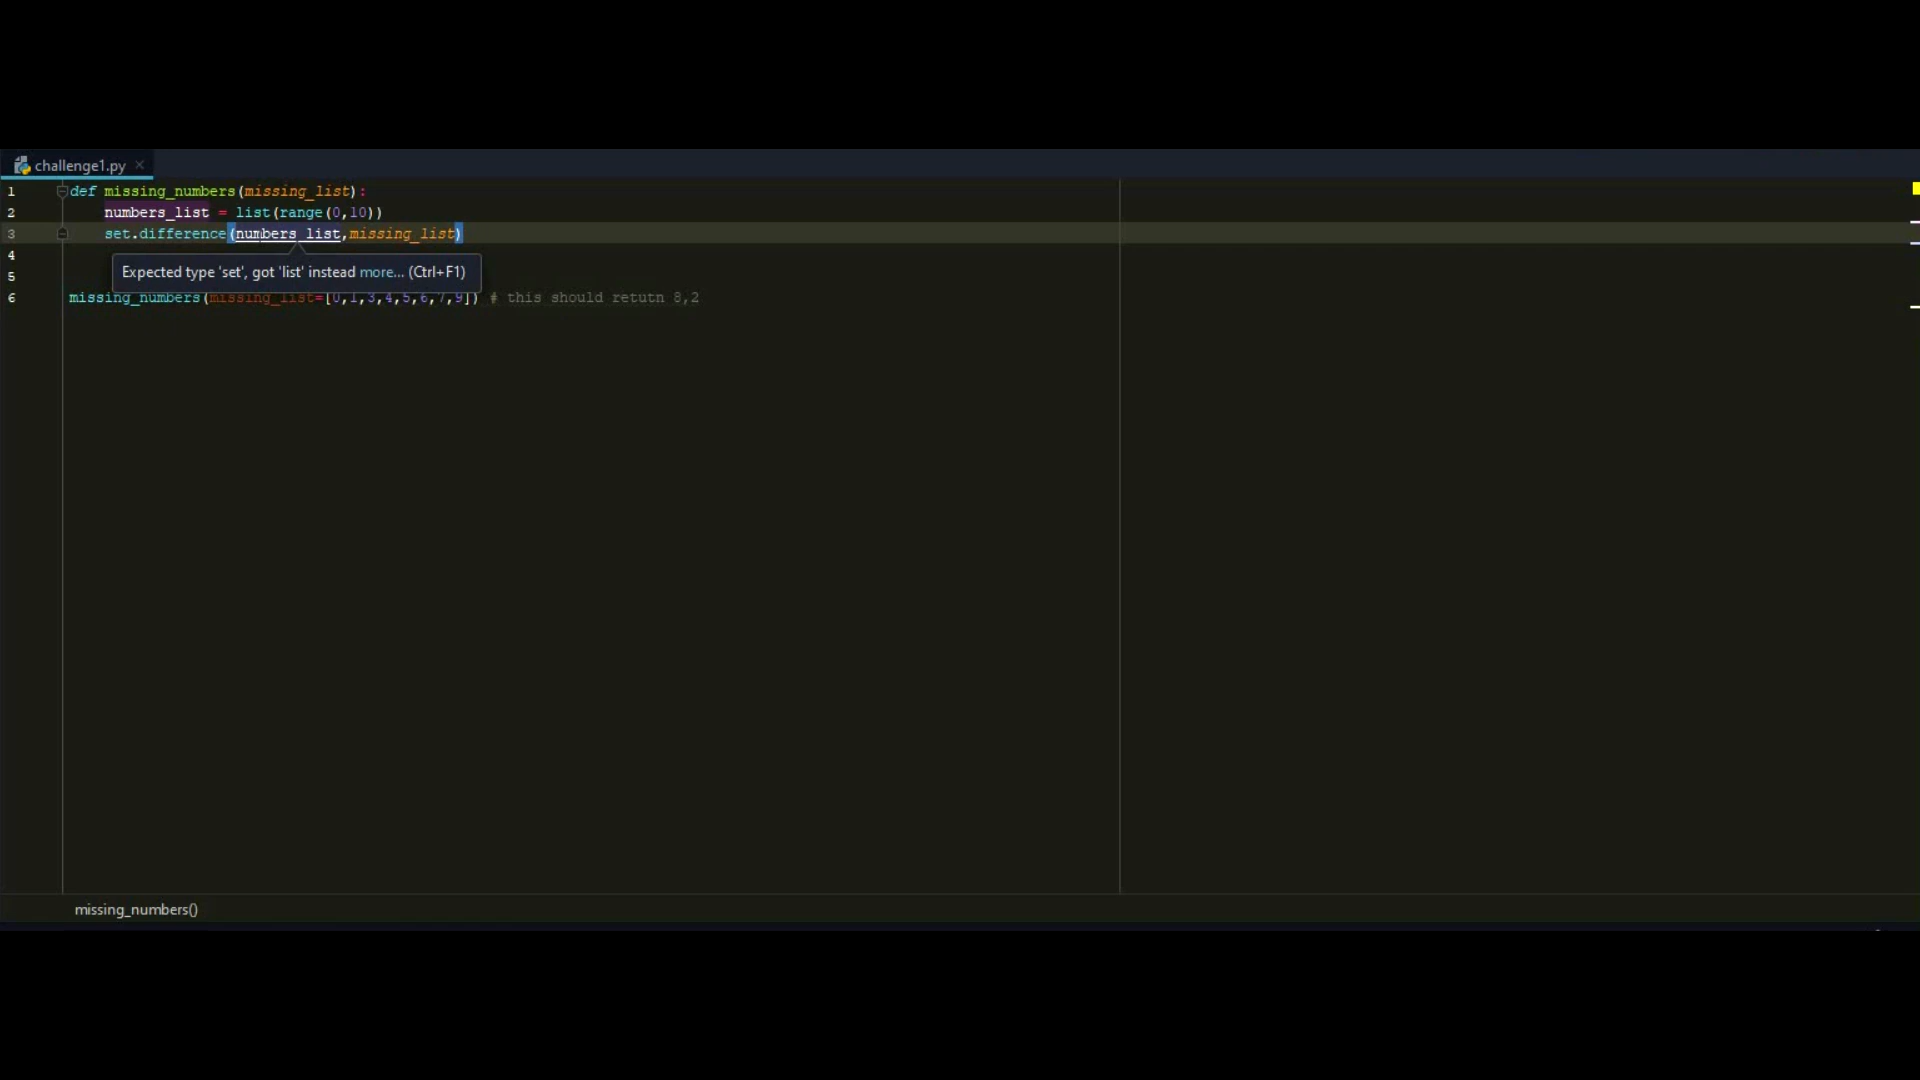 challenge1.py
1 def missing_numbers(missing_list):
2 numbers_list = list(range(0,10))
3 set.difference(numbers_list,missing_list)
4
Expected type 'set', got 'list' instead more... (Ctrl+F1)
5
6 missing_numbers(missing_list=[0,1,3,4,5,6,7,9]) # this should retutn 8,2
missing_numbers()